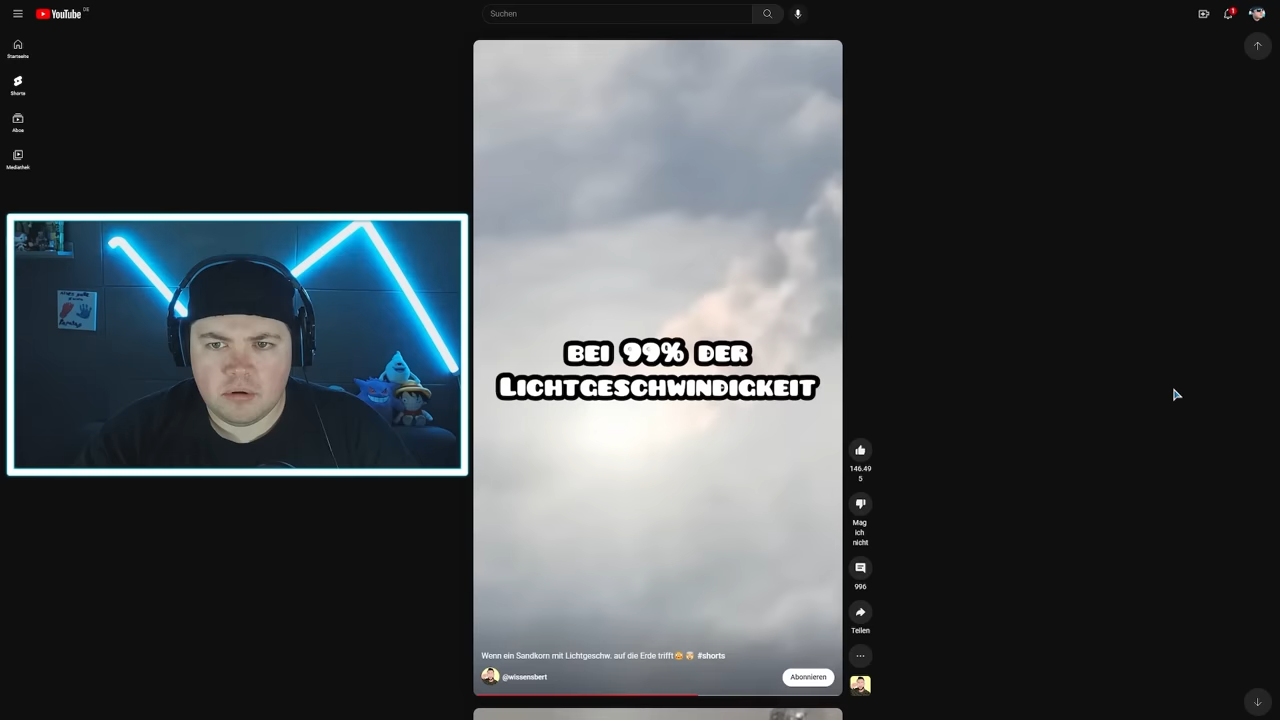 YouTube DE
Suchen
1
Startseite
Shorts
Abos
Mediathek
BEI 99% DER
LICHTGESCHWINDIGKEIT
146.49
5
Mag
ich
nicht
996
Teilen
Wenn ein Sandkorn mit Lichtgeschw. auf die Erde trifft #shorts
@wissensbert
Abonnieren